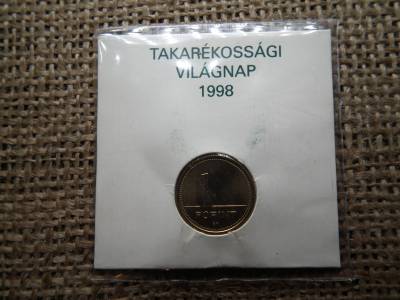 TAKARÉKOSSÁGI
VILÁGNAP
1998
1
FORINT